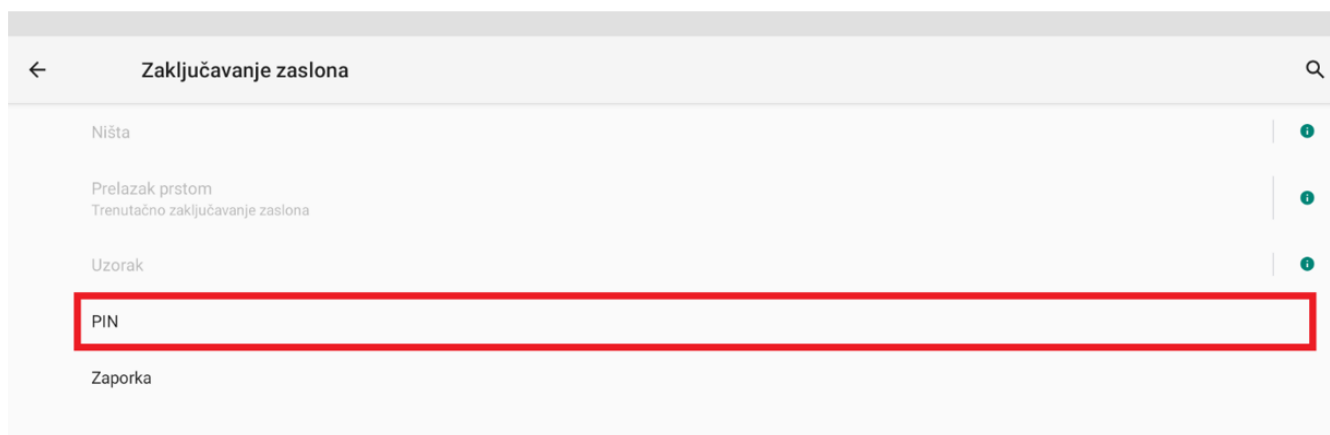 Zaključavanje zaslona
Ništa
Prelazak prstom
Trenutačno zaključavanje zaslona
Uzorak
PIN
Zaporka